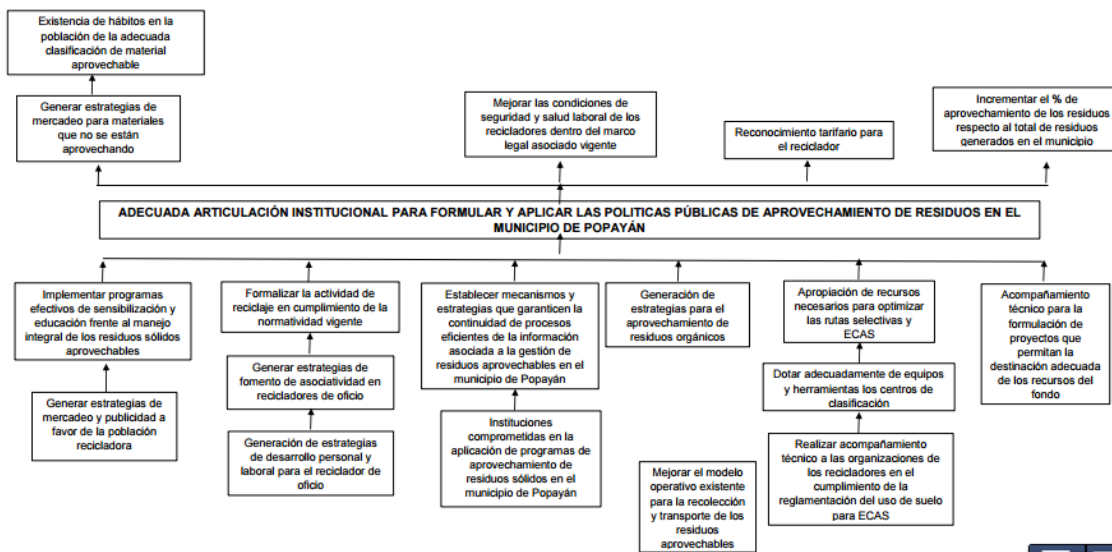 Existencia de hábitos en la
población de la adecuada
clasificación de material
aprovechable
Generar estrategias de
mercadeo para materiales
que no se están
aprovechando
Mejorar las condiciones de
seguridad y salud laboral de los
recicladores dentro del marco
legal asociado vigente
Reconocimiento tarifario para
el reciclador
Incrementar el % de
aprovechamiento de los residuos
respecto al total de residuos
generados en el municipio
ADECUADA ARTICULACIÓN INSTITUCIONAL PARA FORMULAR Y APLICAR LAS POLITICAS PÚBLICAS DE APROVECHAMIENTO DE RESIDUOS EN EL
MUNICIPIO DE POPAYÁN
Implementar programas
efectivos de sensibilización y
educación frente al manejo
integral de los residuos sólidos
aprovechables
Generar estrategias de
mercadeo y publicidad a
favor de la población
recicladora
Formalizar la actividad de
reciclaje en cumplimiento de la
normatividad vigente
Generar estrategias de
fomento de asociatividad en
recicladores de oficio
Generación de estrategias
de desarrollo personal y
laboral para el reciclador de
oficio
Establecer mecanismos y
estrategias que garanticen la
continuidad de procesos
eficientes de la información
asociada a la gestión de
residuos aprovechables en el
municipio de Popayán
Instituciones
comprometidas en la
aplicación de programas de
aprovechamiento de
residuos sólidos en el
municipio de Popayán
Generación de
estrategias para el
aprovechamiento de
residuos orgánicos
Mejorar el modelo
operativo existente
para la recolección
y transporte de los
residuos
aprovechables
Apropiación de recursos
necesarios para optimizar
las rutas selectivas y
ECAS
Dotar adecuadamente de equipos
y herramientas los centros de
clasificación
Realizar acompañamiento
técnico a las organizaciones de
los recicladores en el
cumplimiento de la
reglamentación del uso de suelo
para ECAS
Acompañamiento
técnico para la
formulación de
proyectos que
permitan la
destinación adecuada
de los recursos del
fondo